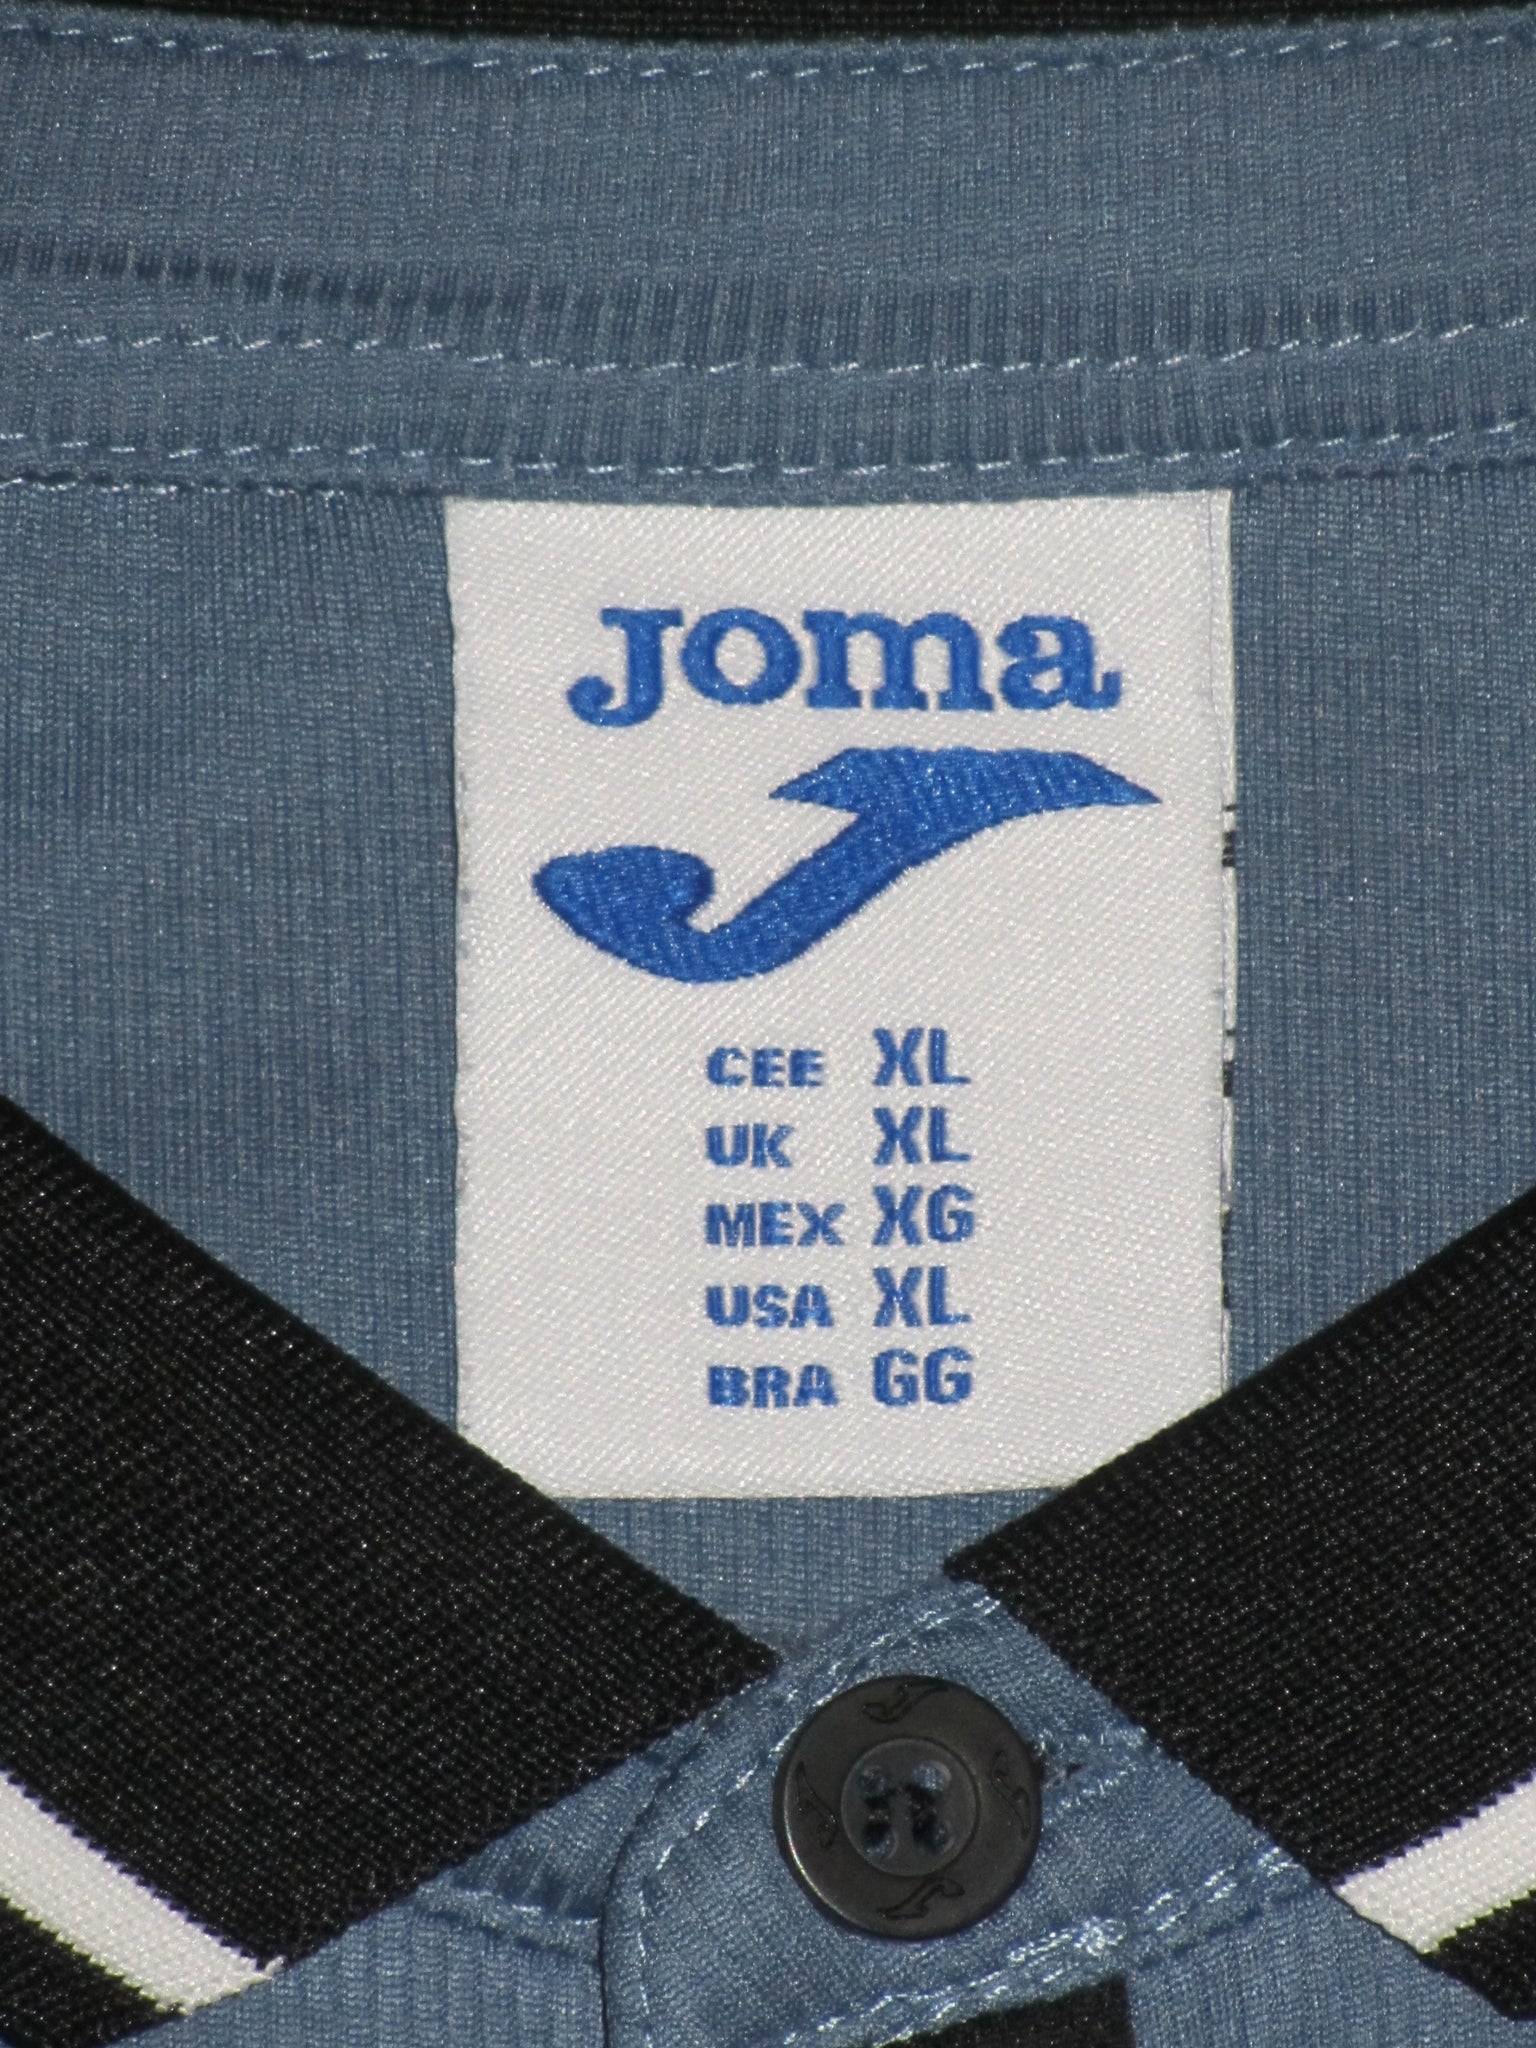 Joma
CEE XL
UK XL
MEX XG
USA XL
BRA GG